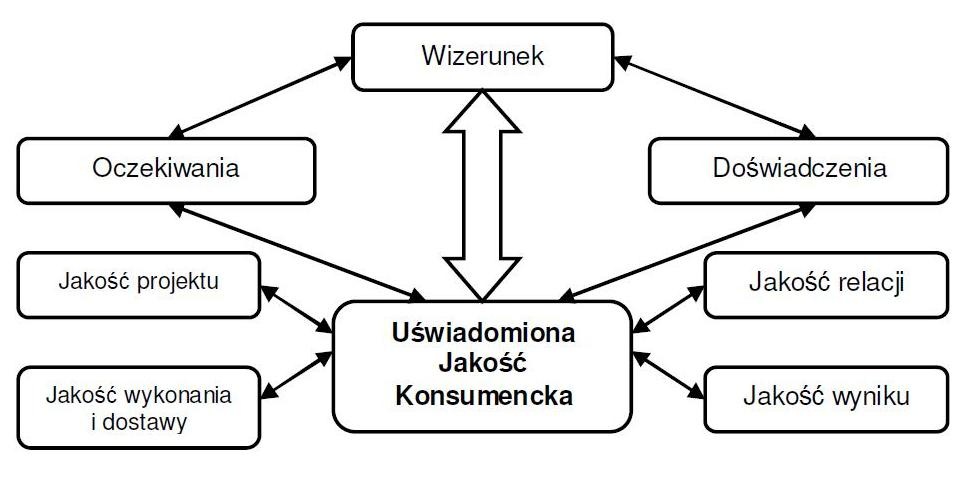 Wizerunek
Oczekiwania
Doświadczenia
Jakość projektu
Jakość relacji
Uświadomiona
Jakość
Konsumencka
Jakość wykonania
i dostawy
Jakość wyniku